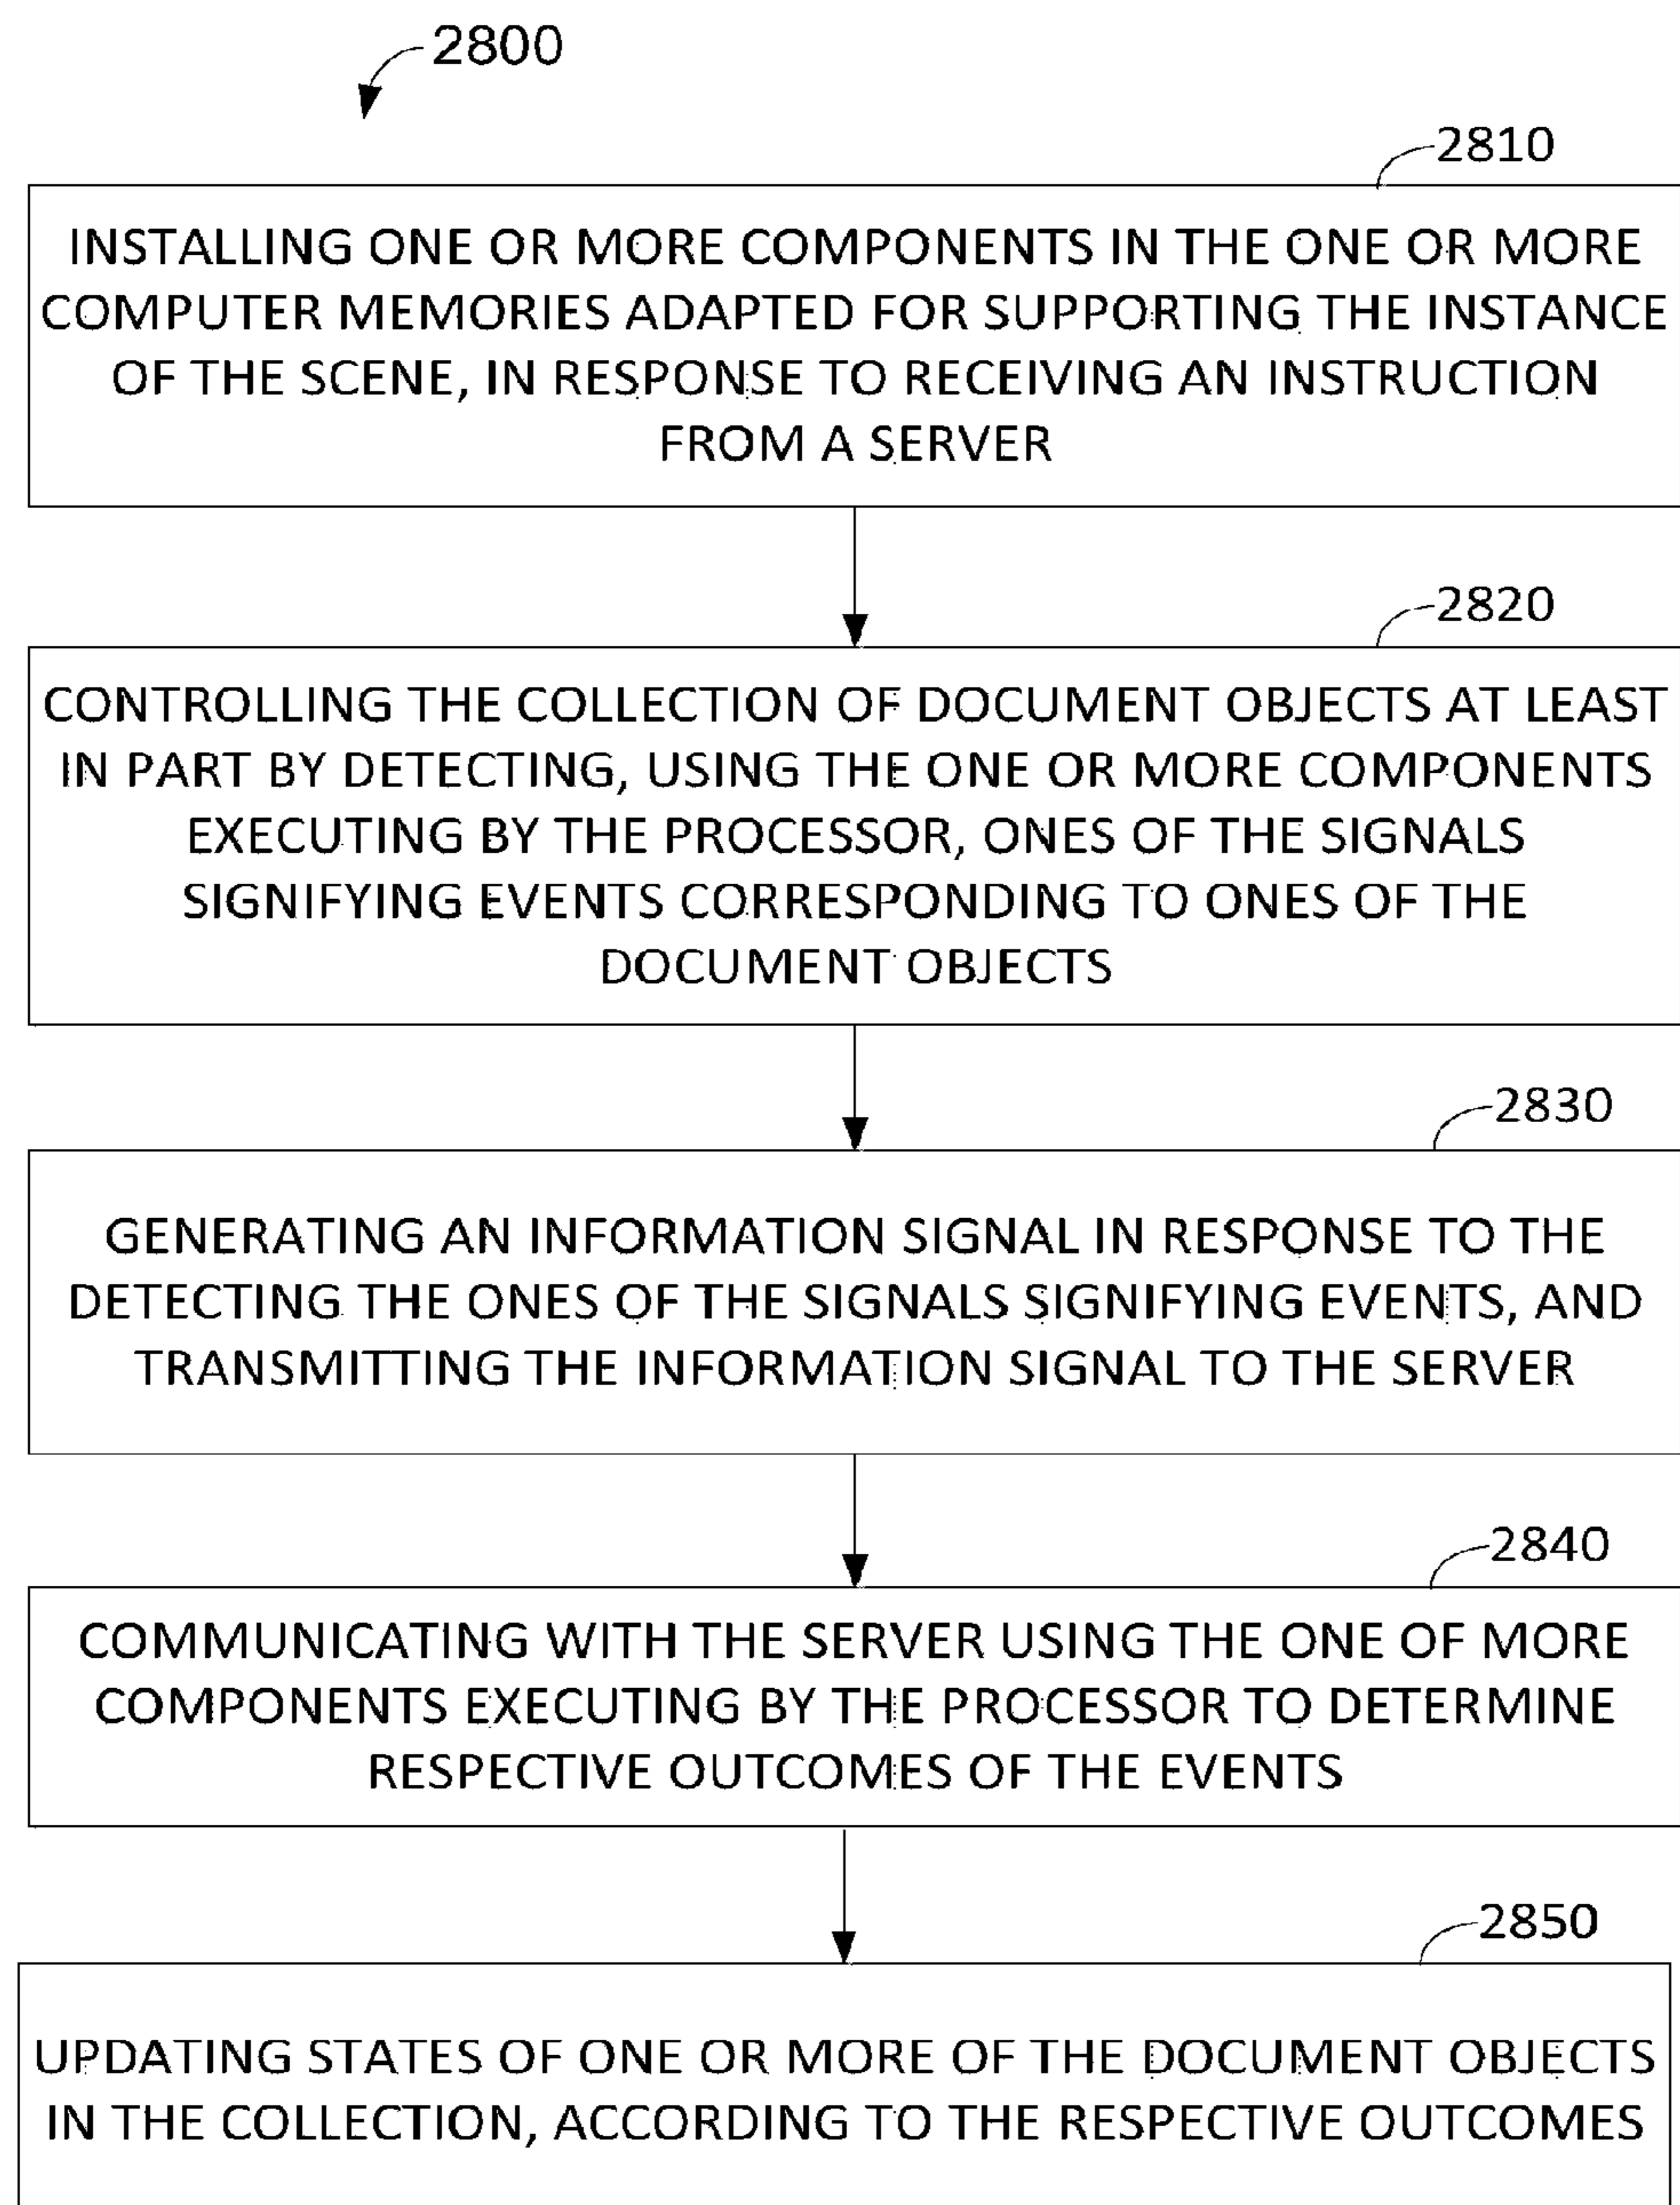 2800
2810
INSTALLING ONE OR MORE COMPONENTS IN THE ONE OR MORE
COMPUTER MEMORIES ADAPTED FOR SUPPORTING THE INSTANCE
OF THE SCENE, IN RESPONSE TO RECEIVING AN INSTRUCTION
FROM A SERVER
2820
CONTROLLING THE COLLECTION OF DOCUMENT OBJECTS AT LEAST
IN PART BY DETECTING, USING THE ONE OR MORE COMPONENTS
EXECUTING BY THE PROCESSOR, ONES OF THE SIGNALS
SIGNIFYING EVENTS CORRESPONDING TO ONES OF THE
DOCUMENT OBJECTS
2830
GENERATING AN INFORMATION SIGNAL IN RESPONSE TO THE
DETECTING THE ONES OF THE SIGNALS SIGNIFYING EVENTS, AND
TRANSMITTING THE INFORMATION SIGNAL TO THE SERVER
2840
COMMUNICATING WITH THE SERVER USING THE ONE OF MORE
COMPONENTS EXECUTING BY THE PROCESSOR TO DETERMINE
RESPECTIVE OUTCOMES OF THE EVENTS
2850
UPDATING STATES OF ONE OR MORE OF THE DOCUMENT OBJECTS
IN THE COLLECTION, ACCORDING TO THE RESPECTIVE OUTCOMES